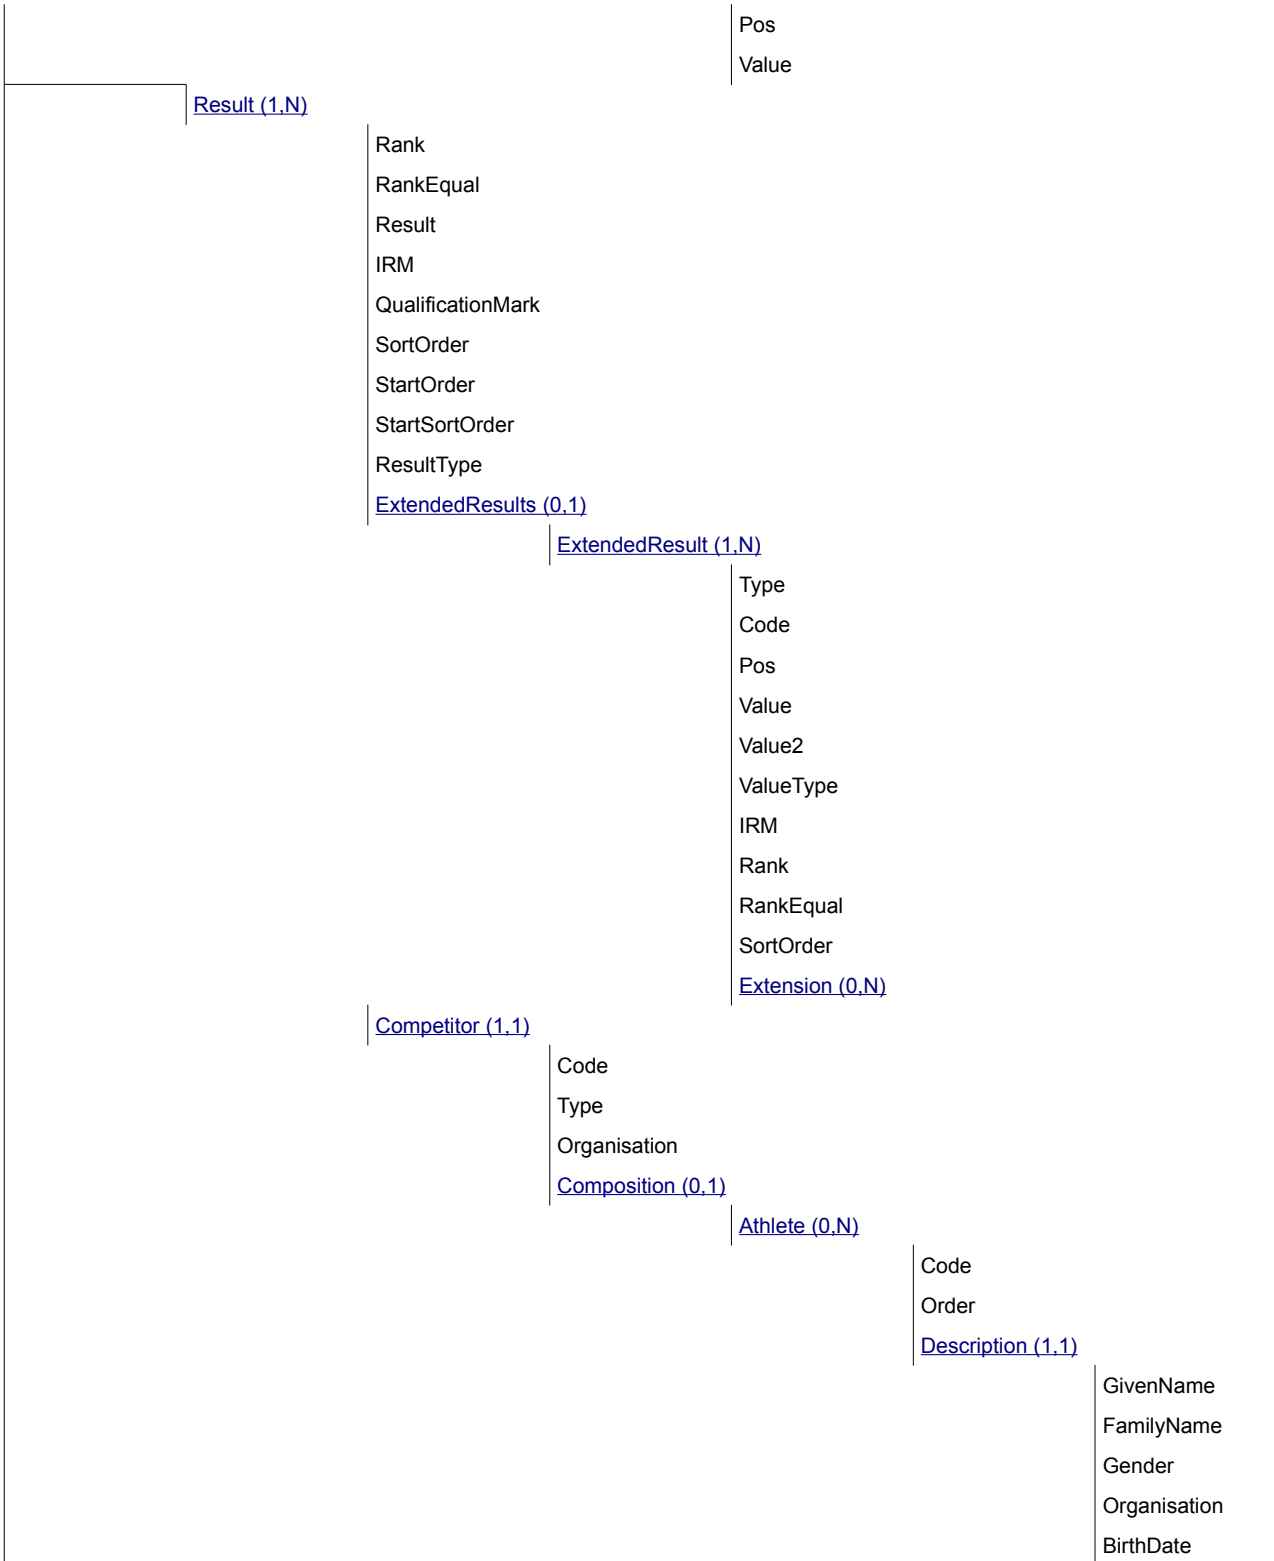 Pos
Value
Result (1,N)
Rank
RankEqual
Result
IRM
QualificationMark
SortOrder
StartOrder
StartSortOrder
ResultType
ExtendedResults (0,1)
ExtendedResult (1,N)
Type
Code
Pos
Value
Value2
ValueType
IRM
Rank
RankEqual
SortOrder
Extension (0,N)
Competitor (1,1)
Code
Type
Organisation
Composition (0,1)
Athlete (0,N)
Code
Order
Description (1,1)
GivenName
FamilyName
Gender
Organisation
BirthDate